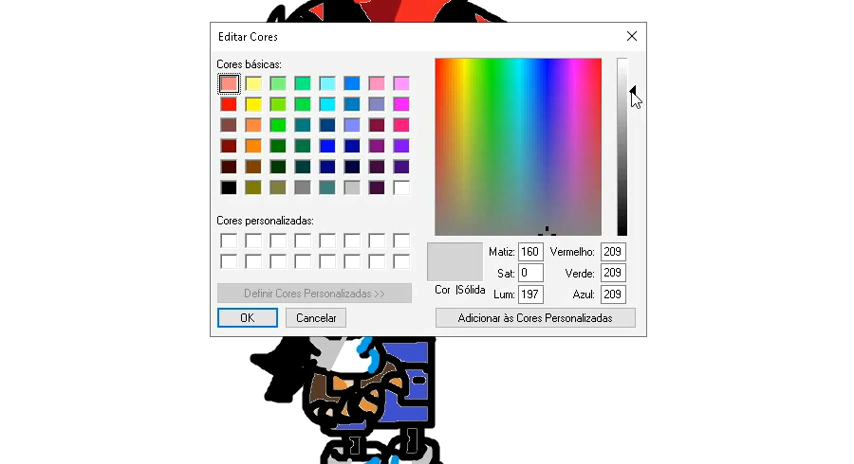 Editar Cores
Cores básicas:
Cores personalizadas:
Definir Cores Personalizadas >>
OK
Cancelar
Cor |Sólida
Matiz: 160
Sat: 0
Lum: 197
Vermelho: 209
Verde: 209
Azul: 209
Adicionar às Cores Personalizadas